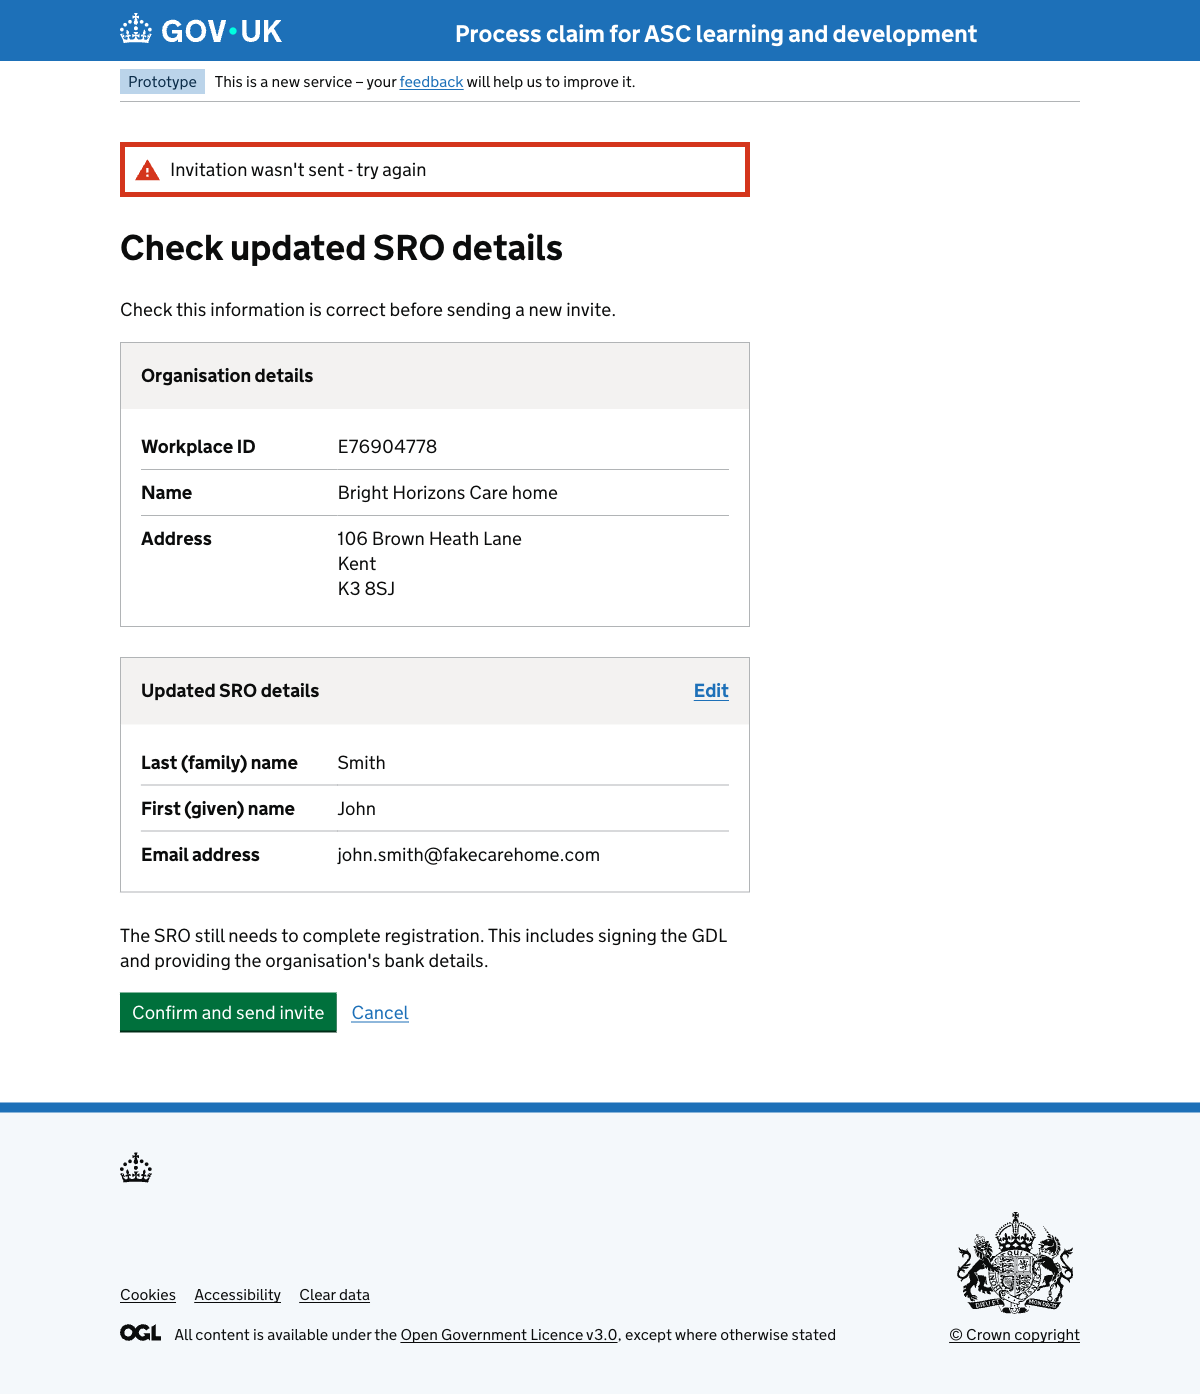 GOV·UK
Process claim for ASC learning and development
Prototype This is a new service – your feedback will help us to improve it.
Invitation wasn't sent - try again
Check updated SRO details
Check this information is correct before sending a new invite.
Organisation details
Workplace ID E76904778
Name Bright Horizons Care home
Address 106 Brown Heath Lane
Kent
K3 8SJ
Updated SRO details Edit
Last (family) name Smith
First (given) name John
Email address john.smith@fakecarehome.com
The SRO still needs to complete registration. This includes signing the GDL
and providing the organisation's bank details.
Confirm and send invite Cancel
Cookies Accessibility Clear data
OGL All content is available under the Open Government Licence v3.0, except where otherwise stated
© Crown copyright